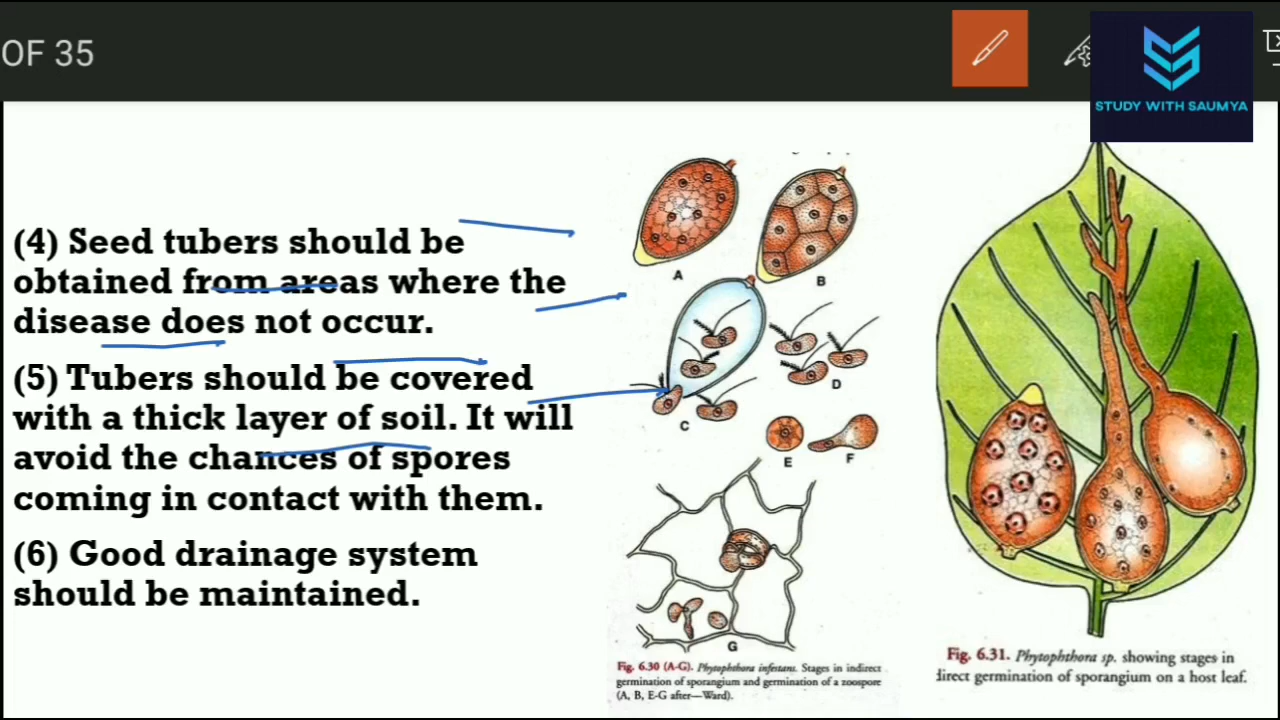 OF 35
STUDY WITH SAUMYA
(4) Seed tubers should be
obtained from areas where the
disease does not occur.
(5) Tubers should be covered
with a thick layer of soil. It will
avoid the chances of spores
coming in contact with them.
(6) Good drainage system
should be maintained.
A
B
C
D
E
F
G
Fig. 6.30 (A-G). Phytophthora infestans. Stages in indirect
germination of sporangium and germination of a zoospore
(A, B, E-G after—Ward).
Fig. 6.31. Phytophthora sp. showing stages in
direct germination of sporangium on a host leaf.